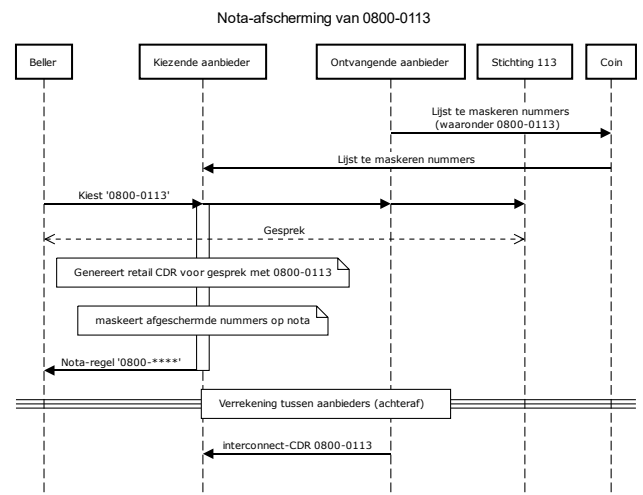 Nota-afscherming van 0800-0113
Beller
Kiezende aanbieder
Ontvangende aanbieder
Stichting 113
Coin
Lijst te maskeren nummers
(waaronder 0800-0113)
Lijst te maskeren nummers
Kiest '0800-0113'
Gesprek
Genereert retail CDR voor gesprek met 0800-0113
maskeert afgeschermde nummers op nota
Nota-regel '0800-****'
Verrekening tussen aanbieders (achteraf)
interconnect-CDR 0800-0113